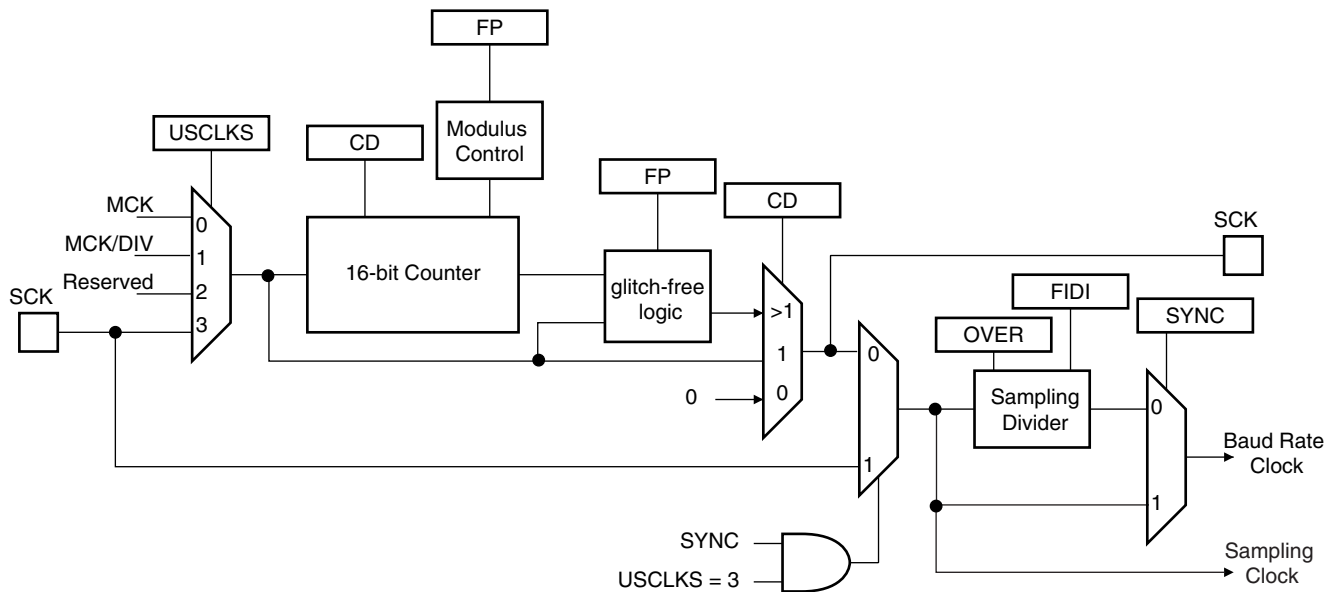 FP
USCLKS
CD
Modulus
Control
FP
CD
SCK
MCK
0
MCK/DIV
1
16-bit Counter
glitch-free
logic
Reserved
2
SCK
3
>1
1
0
0
FIDI
OVER
SYNC
0
Sampling
Divider
0
1
1
Baud Rate
Clock
SYNC
USCLKS = 3
Sampling
Clock